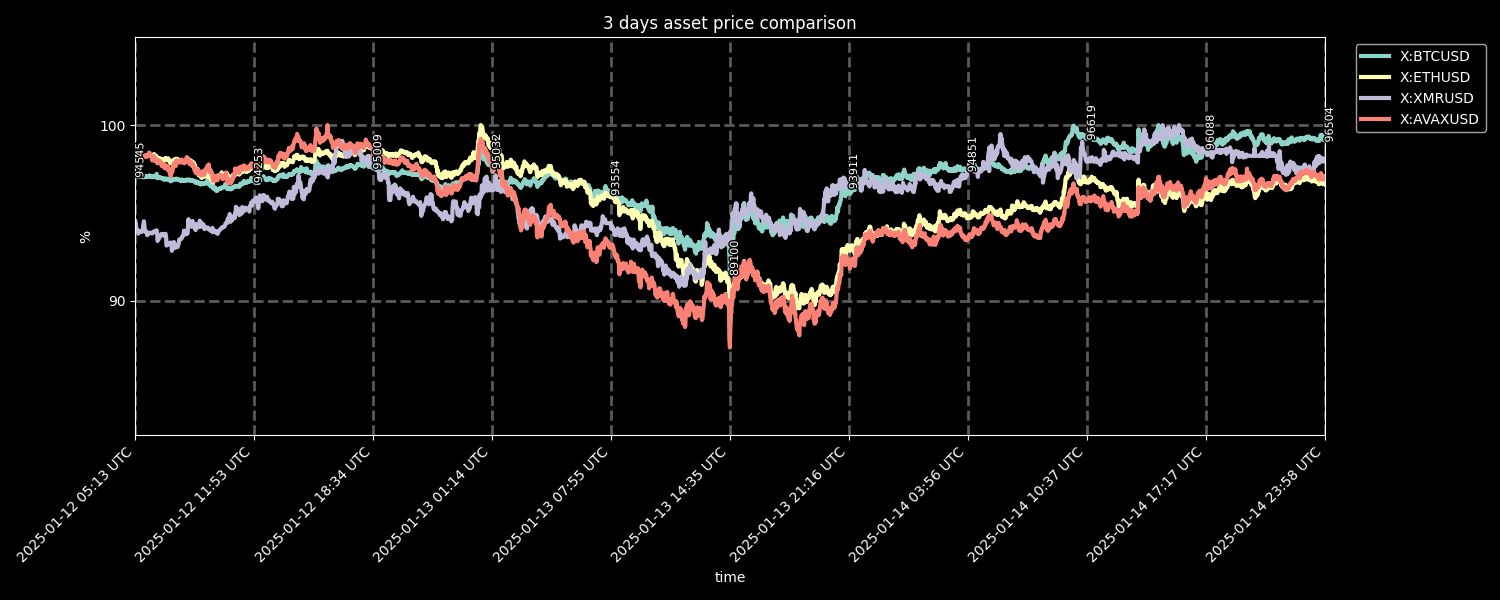 3 days asset price comparison
X:BTCUSD
X:ETHUSD
X:XMRUSD
X:AVAXUSD
100
90
%
94595
94253
95009
95032
93554
89100
93911
94851
96619
96088
96504
2025-01-12 05:13 UTC
2025-01-12 11:53 UTC
2025-01-12 18:34 UTC
2025-01-13 01:14 UTC
2025-01-13 07:55 UTC
2025-01-13 14:35 UTC
2025-01-13 21:16 UTC
2025-01-14 03:56 UTC
2025-01-14 10:37 UTC
2025-01-14 17:17 UTC
2025-01-14 23:58 UTC
time